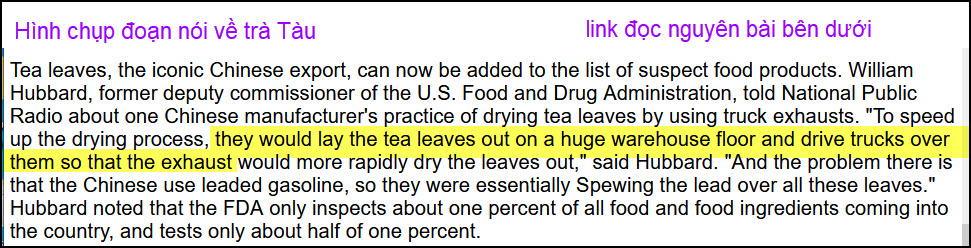 Hình chụp đoạn nói về trà Tàu
link đọc nguyên bài bên dưới
Tea leaves, the iconic Chinese export, can now be added to the list of suspect food products. William
Hubbard, former deputy commissioner of the U.S. Food and Drug Administration, told National Public
Radio about one Chinese manufacturer's practice of drying tea leaves by using truck exhausts. "To speed
up the drying process, they would lay the tea leaves out on a huge warehouse floor and drive trucks over
them so that the exhaust would more rapidly dry the leaves out," said Hubbard. "And the problem there is
that the Chinese use leaded gasoline, so they were essentially Spewing the lead over all these leaves."
Hubbard noted that the FDA only inspects about one percent of all food and food ingredients coming into
the country, and tests only about half of one percent.